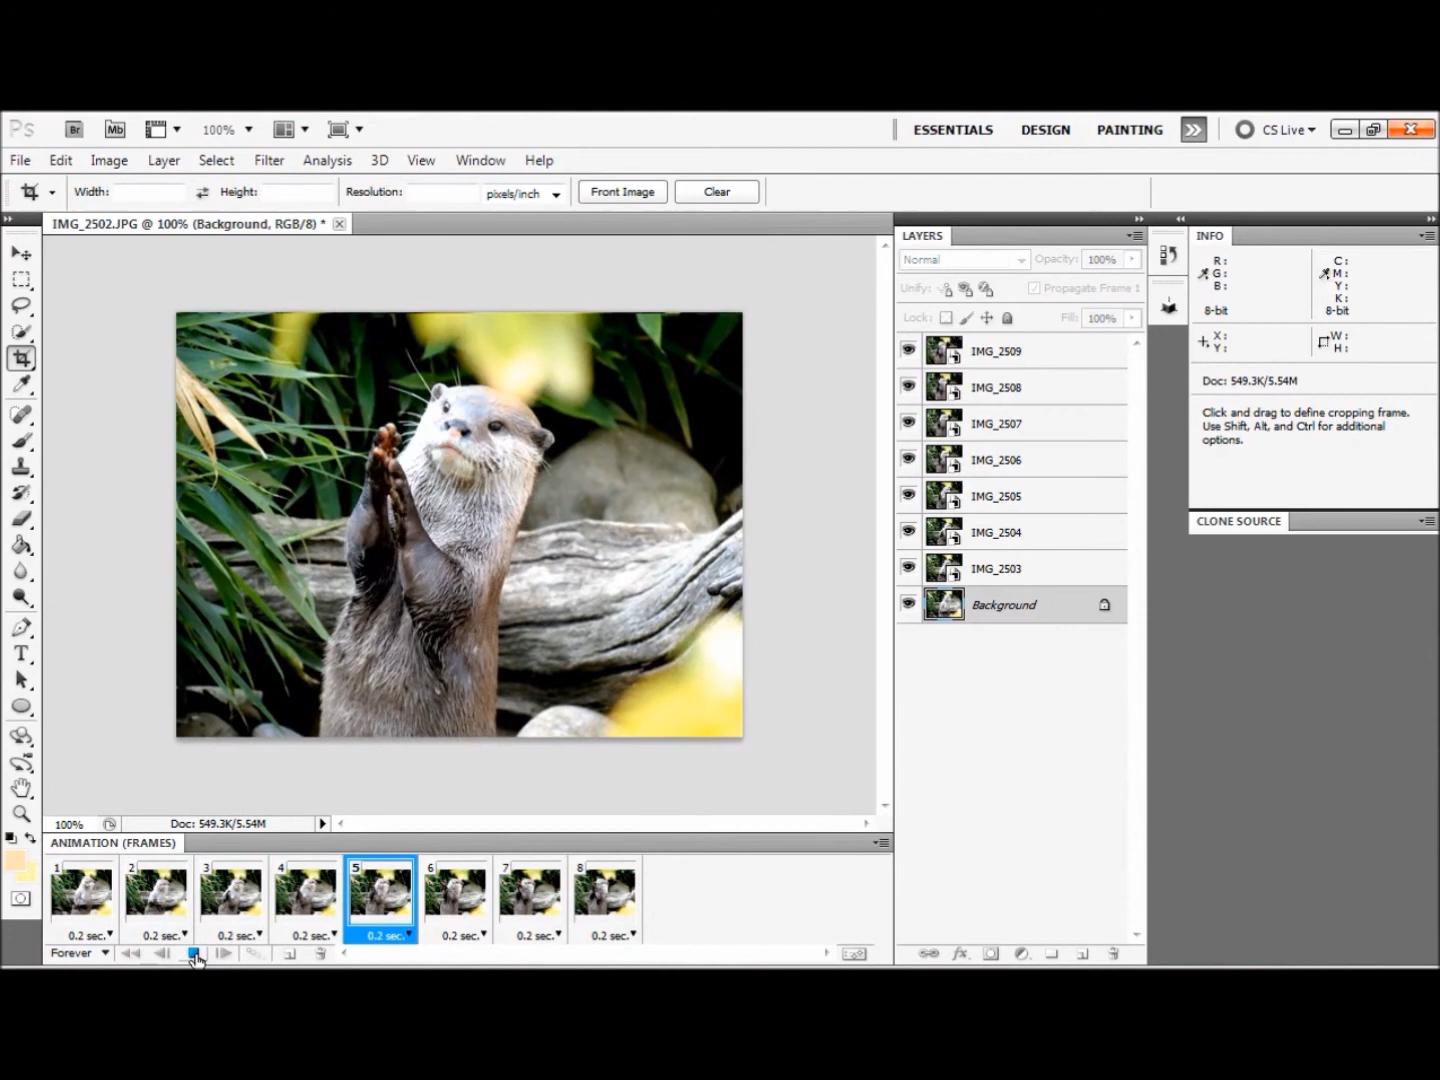 Ps Br Mb 100% ESSENTIALS DESIGN PAINTING CS Live
File Edit Image Layer Select Filter Analysis 3D View Window Help
Width: Height: Resolution: pixels/inch Front Image Clear
IMG_2502.JPG @ 100% (Background, RGB/8) *
LAYERS
Normal Opacity: 100%
Unify: Propagate Frame 1
Lock: Fill: 100%
IMG_2509
IMG_2508
IMG_2507
IMG_2506
IMG_2505
IMG_2504
IMG_2503
Background
INFO
R: C:
G: M:
B: Y:
K:
8-bit 8-bit
X: W:
Y: H:
Doc: 549.3K/5.54M
Click and drag to define cropping frame.
Use Shift, Alt, and Ctrl for additional
options.
CLONE SOURCE
100% Doc: 549.3K/5.54M
ANIMATION (FRAMES)
1 2 3 4 5 6 7 8
0.2 sec. 0.2 sec. 0.2 sec. 0.2 sec. 0.2 sec. 0.2 sec. 0.2 sec. 0.2 sec.
Forever
fx